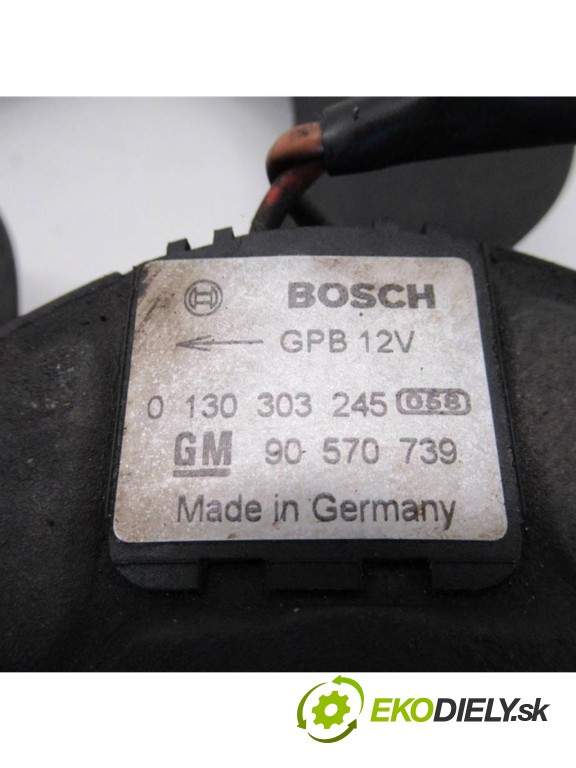 BOSCH
GPB 12V
0 130 303 245 058
GM 90 570 739
Made in Germany
EKODIELY.sk